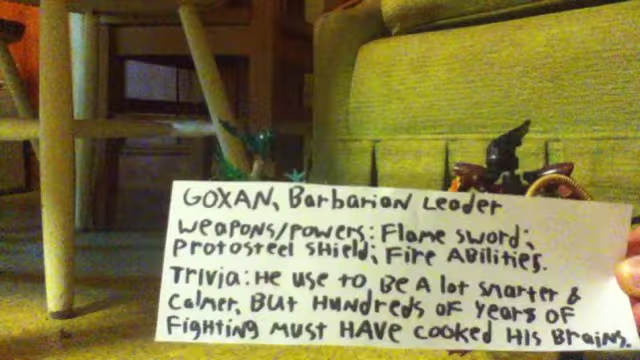 GOXAN, Barbarian Leader
Weapons/powers: Flame sword;
Protosteel Shield; Fire Abilities.
Trivia: He use to be A lot smarter &
Calmer, But Hundreds of Years of
Fighting Must Have cooked His Brains.